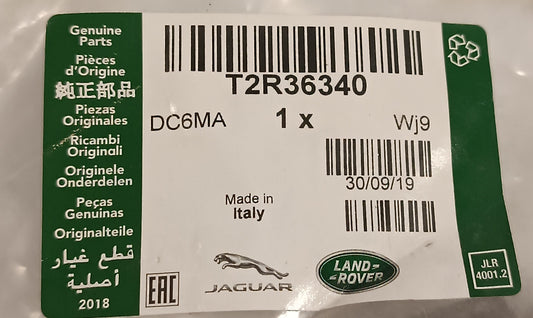 Genuine
Parts
Pièces
d'Origine
純正部品
Piezas
Originales
Ricambi
Originali
Originele
Onderdelen
Peças
Genuinas
Originalteile
قطع غيار
أصلية
2018
T2R36340
DC6MA
1 x
Wj9
30/09/19
Made in
Italy
EAC
JAGUAR
LAND-
-ROVER
JLR
4001.2